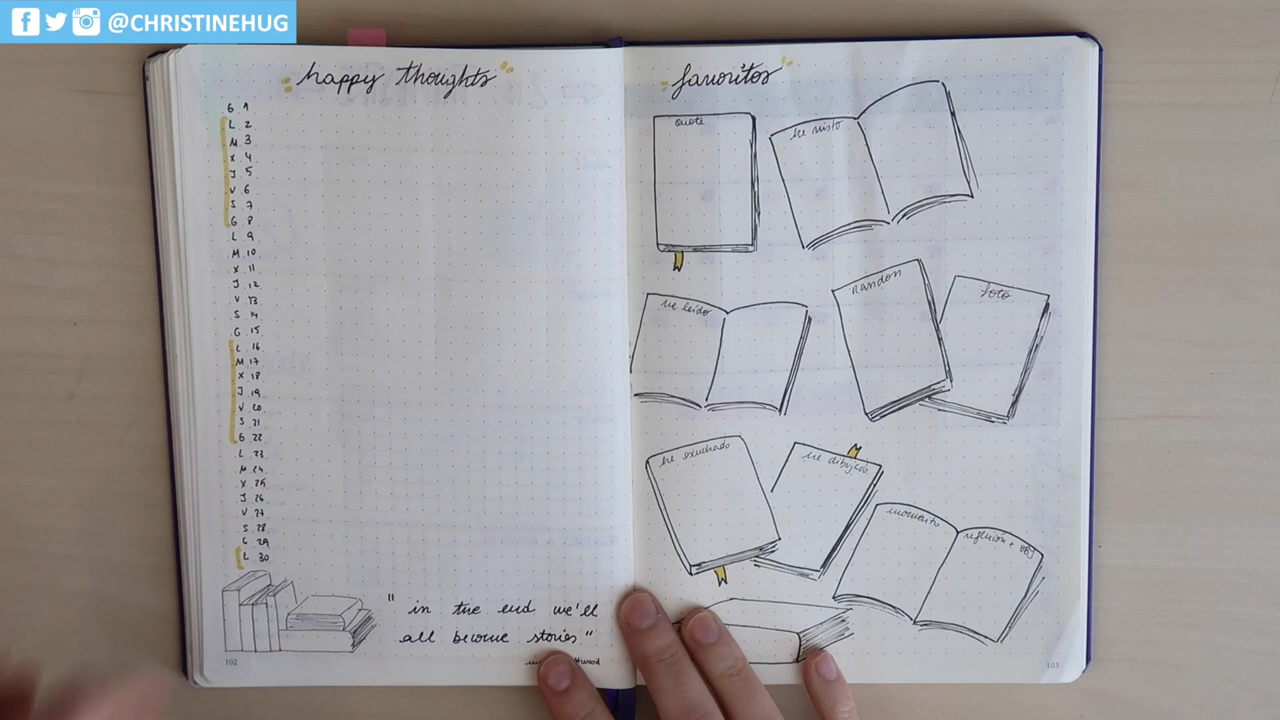 @CHRISTINEHUG
happy thoughts
G 1
L 2
M 3
X 4
J 5
V 6
S 7
G 8
L 9
M 10
X 11
J 12
V 13
S 14
G 15
L 16
M 17
X 18
J 19
V 20
S 21
G 22
L 23
M 24
X 25
J 26
V 27
S 28
G 29
L 30
" in the end we'll
all become stories"
102
favoritos
quote
he visto
he leído
random
foto
he escuchado
he dibujado
momento
reflexión +
103